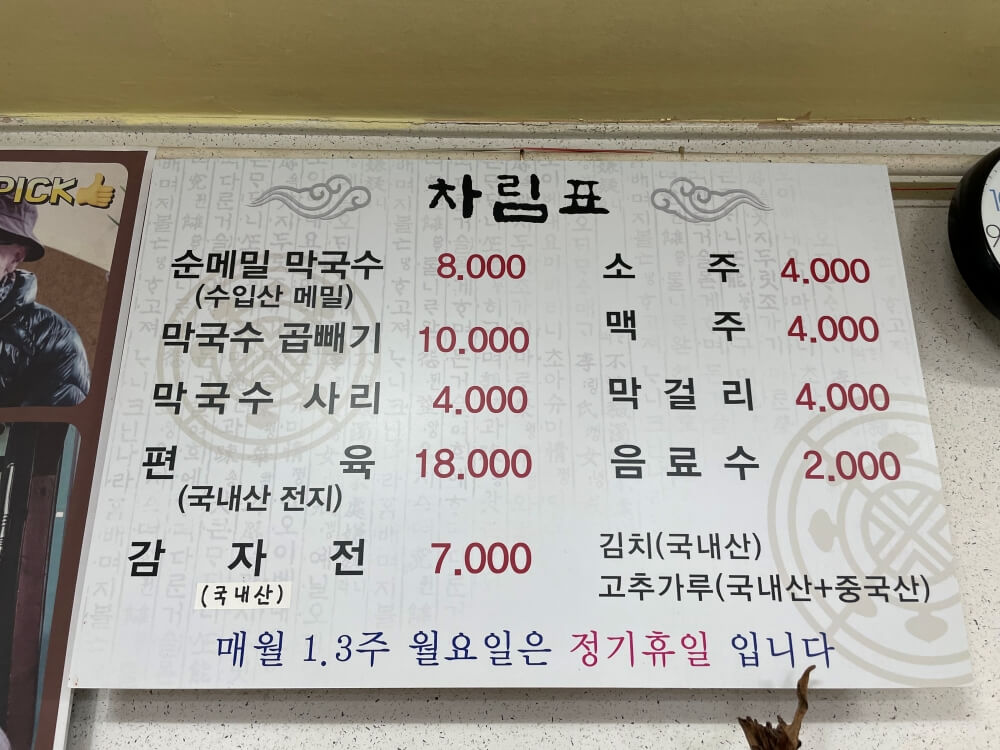 PICK
차림표
순메밀 막국수 8.000
(수입산 메밀)
막국수 곱빼기 10.000
막국수 사리 4.000
편육 18.000
(국내산 전지)
감자전 7.000
(국내산)
소주 4.000
맥주 4.000
막걸리 4.000
음료수 2.000
김치(국내산)
고추가루(국내산+중국산)
매월 1.3주 월요일은 정기휴일 입니다